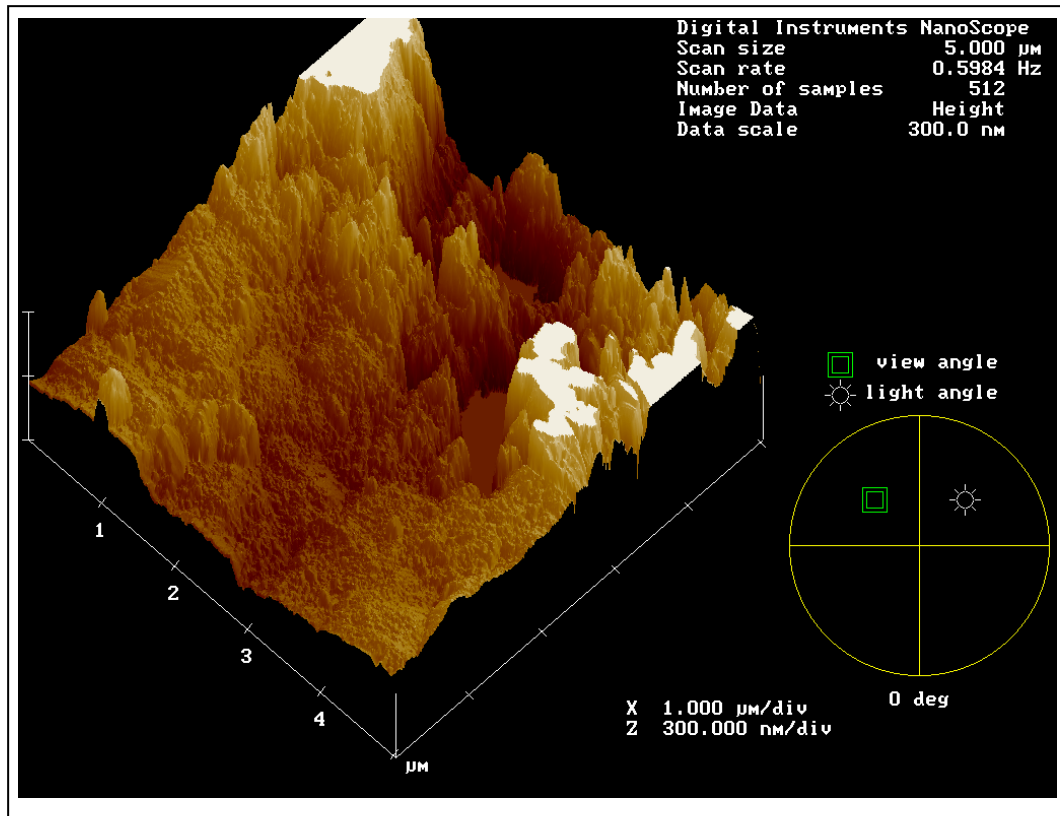 Digital Instruments NanoScope
Scan size 5.000 µm
Scan rate 0.5984 Hz
Number of samples 512
Image Data Height
Data scale 300.0 nm
view angle
light angle
1
2
3
4
µm
X 1.000 µm/div
Z 300.000 nm/div
0 deg